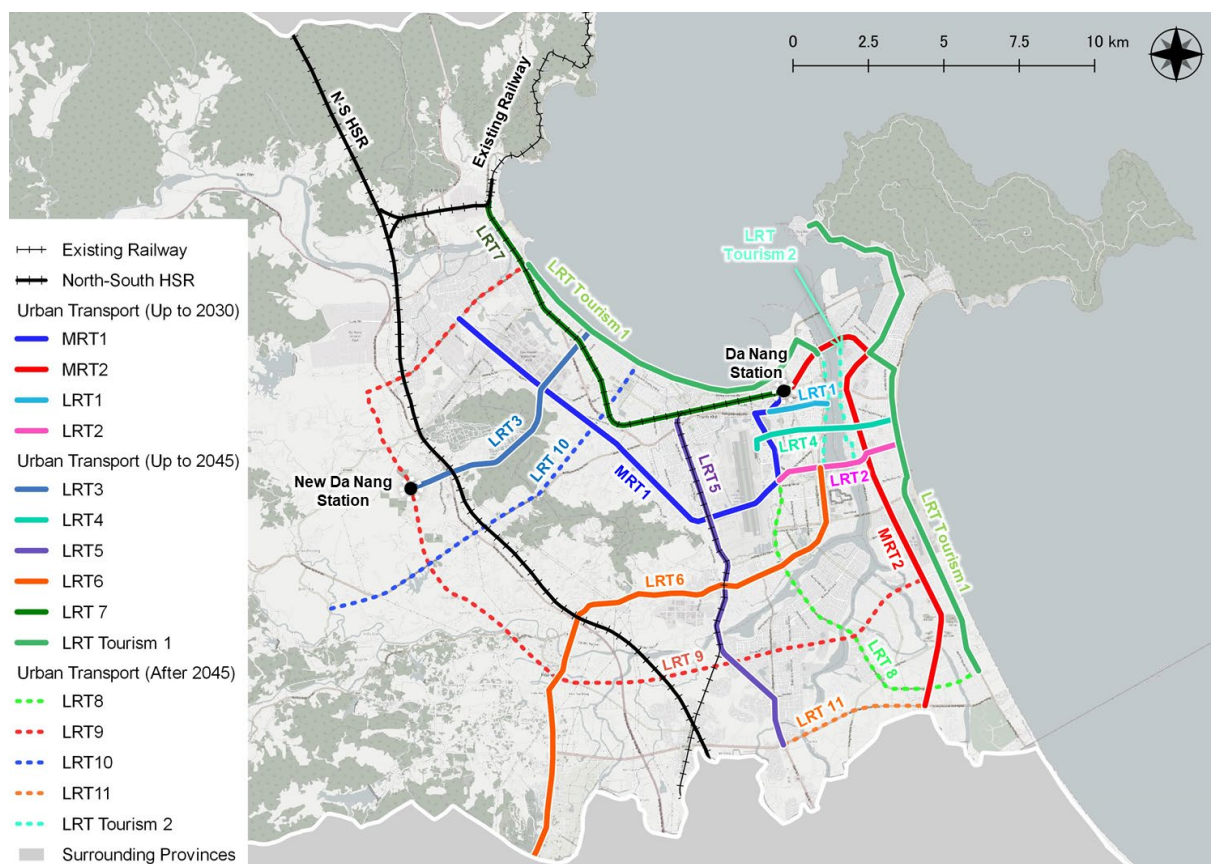 0 2.5 5 7.5 10 km
N-S HSR
Existing Railway
LRT7
LRT Tourism 1
LRT
Tourism 2
Da Nang
Station
LRT1
LRT3
LRT 10
LRT4
MRT1
LRT5
LRT2
New Da Nang
Station
MRT2
LRT Tourism 1
LRT6
LRT 9
LRT 8
LRT 11
Existing Railway
North-South HSR
Urban Transport (Up to 2030)
MRT1
MRT2
LRT1
LRT2
Urban Transport (Up to 2045)
LRT3
LRT4
LRT5
LRT6
LRT 7
LRT Tourism 1
Urban Transport (After 2045)
LRT8
LRT9
LRT10
LRT11
LRT Tourism 2
Surrounding Provinces